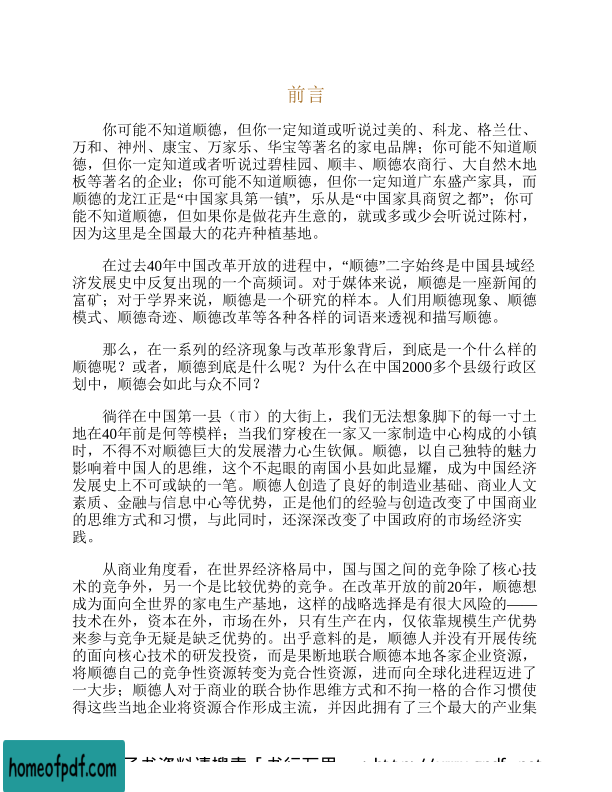 前言
你可能不知道顺德，但你一定知道或听说过美的、科龙、格兰仕、
万和、神州、康宝、万家乐、华宝等著名的家电品牌；你可能不知道顺
德，但你一定知道或者听说过碧桂园、顺丰、顺德农商行、大自然木地
板等著名的企业；你可能不知道顺德，但你一定知道广东盛产家具，而
顺德的龙江正是“中国家具第一镇”，乐从是“中国家具商贸之都”；你可
能不知道顺德，但如果你是做花卉生意的，就或多或少会听说过陈村，
因为这里是全国最大的花卉种植基地。
在过去40年中国改革开放的进程中，“顺德”二字始终是中国县域经
济发展史中反复出现的一个高频词。对于媒体来说，顺德是一座新闻的
富矿；对于学界来说，顺德是一个研究的样本。人们用顺德现象、顺德
模式、顺德奇迹、顺德改革等各种各样的词语来透视和描写顺德。
那么，在一系列的经济现象与改革形象背后，到底是一个什么样的
顺德呢？或者，顺德到底是什么呢？为什么在中国2000多个县级行政区
划中，顺德会如此与众不同？
徜徉在中国第一县（市）的大街上，我们无法想象脚下的每一寸土
地在40年前是何等模样；当我们穿梭在一家又一家制造中心构成的小镇
时，不得不对顺德巨大的发展潜力心生钦佩。顺德，以自己独特的魅力
影响着中国人的思维，这个不起眼的南国小县如此显耀，成为中国经济
发展史上不可或缺的一笔。顺德人创造了良好的制造业基础、商业人文
素质、金融与信息中心等优势，正是他们的经验与创造改变了中国商业
的思维方式和习惯，与此同时，还深深改变了中国政府的市场经济实
践。
从商业角度看，在世界经济格局中，国与国之间的竞争除了核心技
术的竞争外，另一个是比较优势的竞争。在改革开放的前20年，顺德想
成为面向全世界的家电生产基地，这样的战略选择是有很大风险的——
技术在外，资本在外，市场在外，只有生产在内，仅依靠规模生产优势
来参与竞争无疑是缺乏优势的。出乎意料的是，顺德人并没有开展传统
的面向核心技术的研发投资，而是果断地联合顺德本地各家企业资源，
将顺德自己的竞争性资源转变为竞合性资源，进而向全球化进程迈进了
一大步；顺德人对于商业的联合协作思维方式和不拘一格的合作习惯使
得这些当地企业将资源合作形成主流，并因此拥有了三个最大的产业集
homeofpdf.com